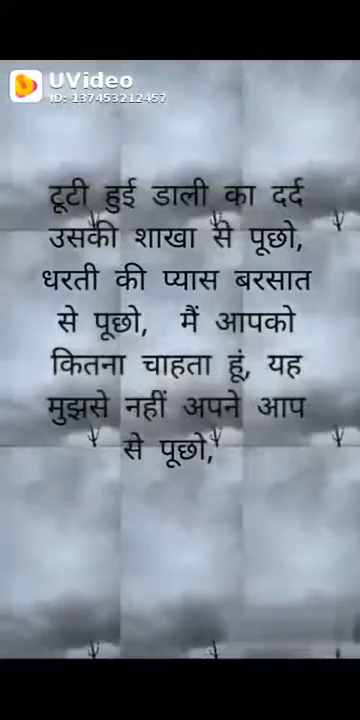 UVideo
ID: 137453212457
टूटी हुई डाली का दर्द
उसकी शाखा से पूछो,
धरती की प्यास बरसात
से पूछो, मैं आपको
कितना चाहता हूं, यह
मुझसे नहीं अपने आप
से पूछो,